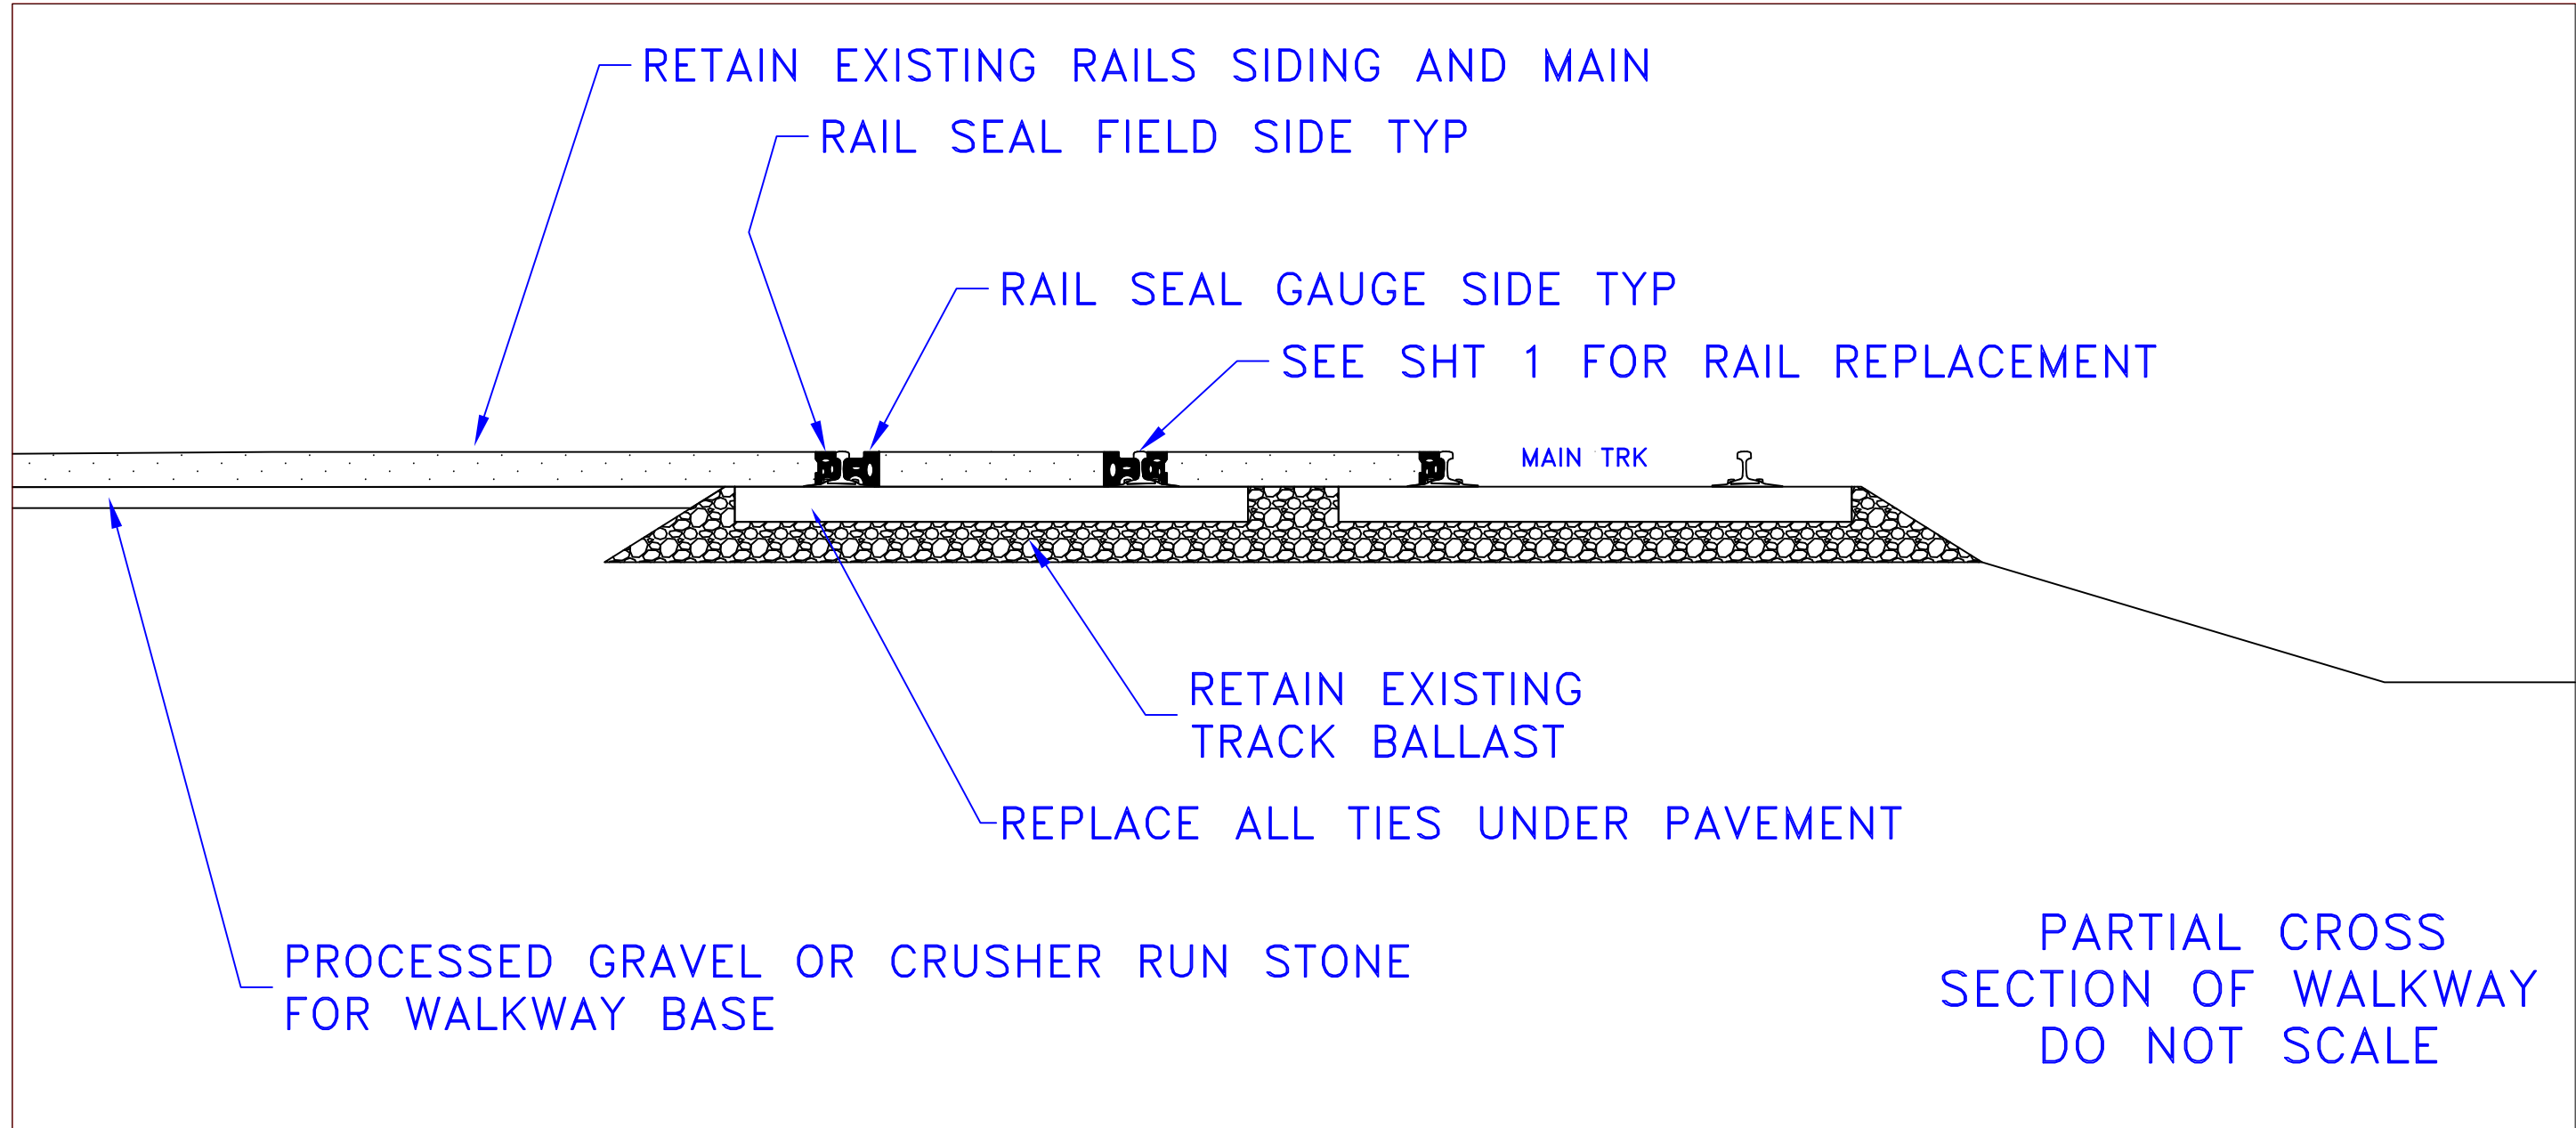 RETAIN EXISTING RAILS SIDING AND MAIN
RAIL SEAL FIELD SIDE TYP
RAIL SEAL GAUGE SIDE TYP
SEE SHT 1 FOR RAIL REPLACEMENT
MAIN TRK
RETAIN EXISTING
TRACK BALLAST
REPLACE ALL TIES UNDER PAVEMENT
PROCESSED GRAVEL OR CRUSHER RUN STONE
FOR WALKWAY BASE
PARTIAL CROSS
SECTION OF WALKWAY
DO NOT SCALE